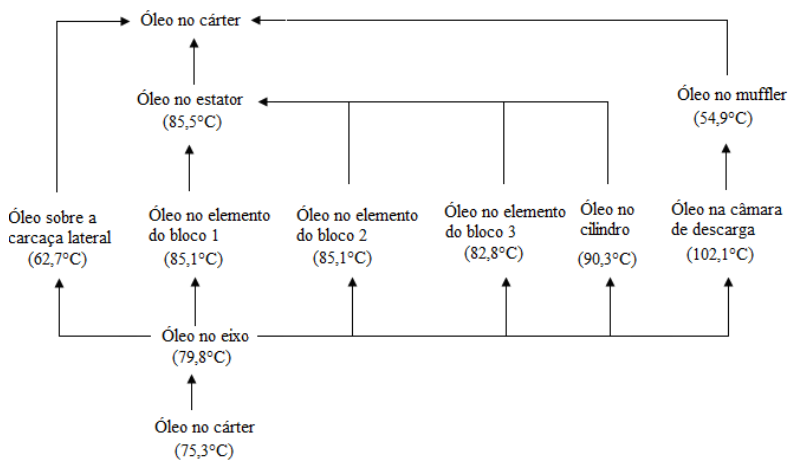 Óleo no cárter
Óleo no estator
(85,5°C)
Óleo no muffler
(54,9°C)
Óleo sobre a
carcaça lateral
(62,7°C)
Óleo no elemento
do bloco 1
(85,1°C)
Óleo no elemento
do bloco 2
(85,1°C)
Óleo no elemento
do bloco 3
(82,8°C)
Óleo no
cilindro
(90,3°C)
Óleo na câmara
de descarga
(102,1°C)
Óleo no eixo
(79,8°C)
Óleo no cárter
(75,3°C)